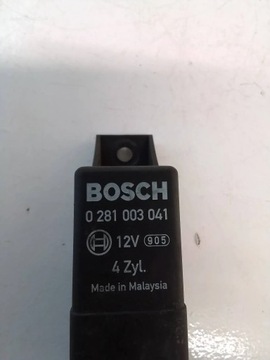 BOSCH
0 281 003 041
12V 905
4 Zyl.
Made in Malaysia